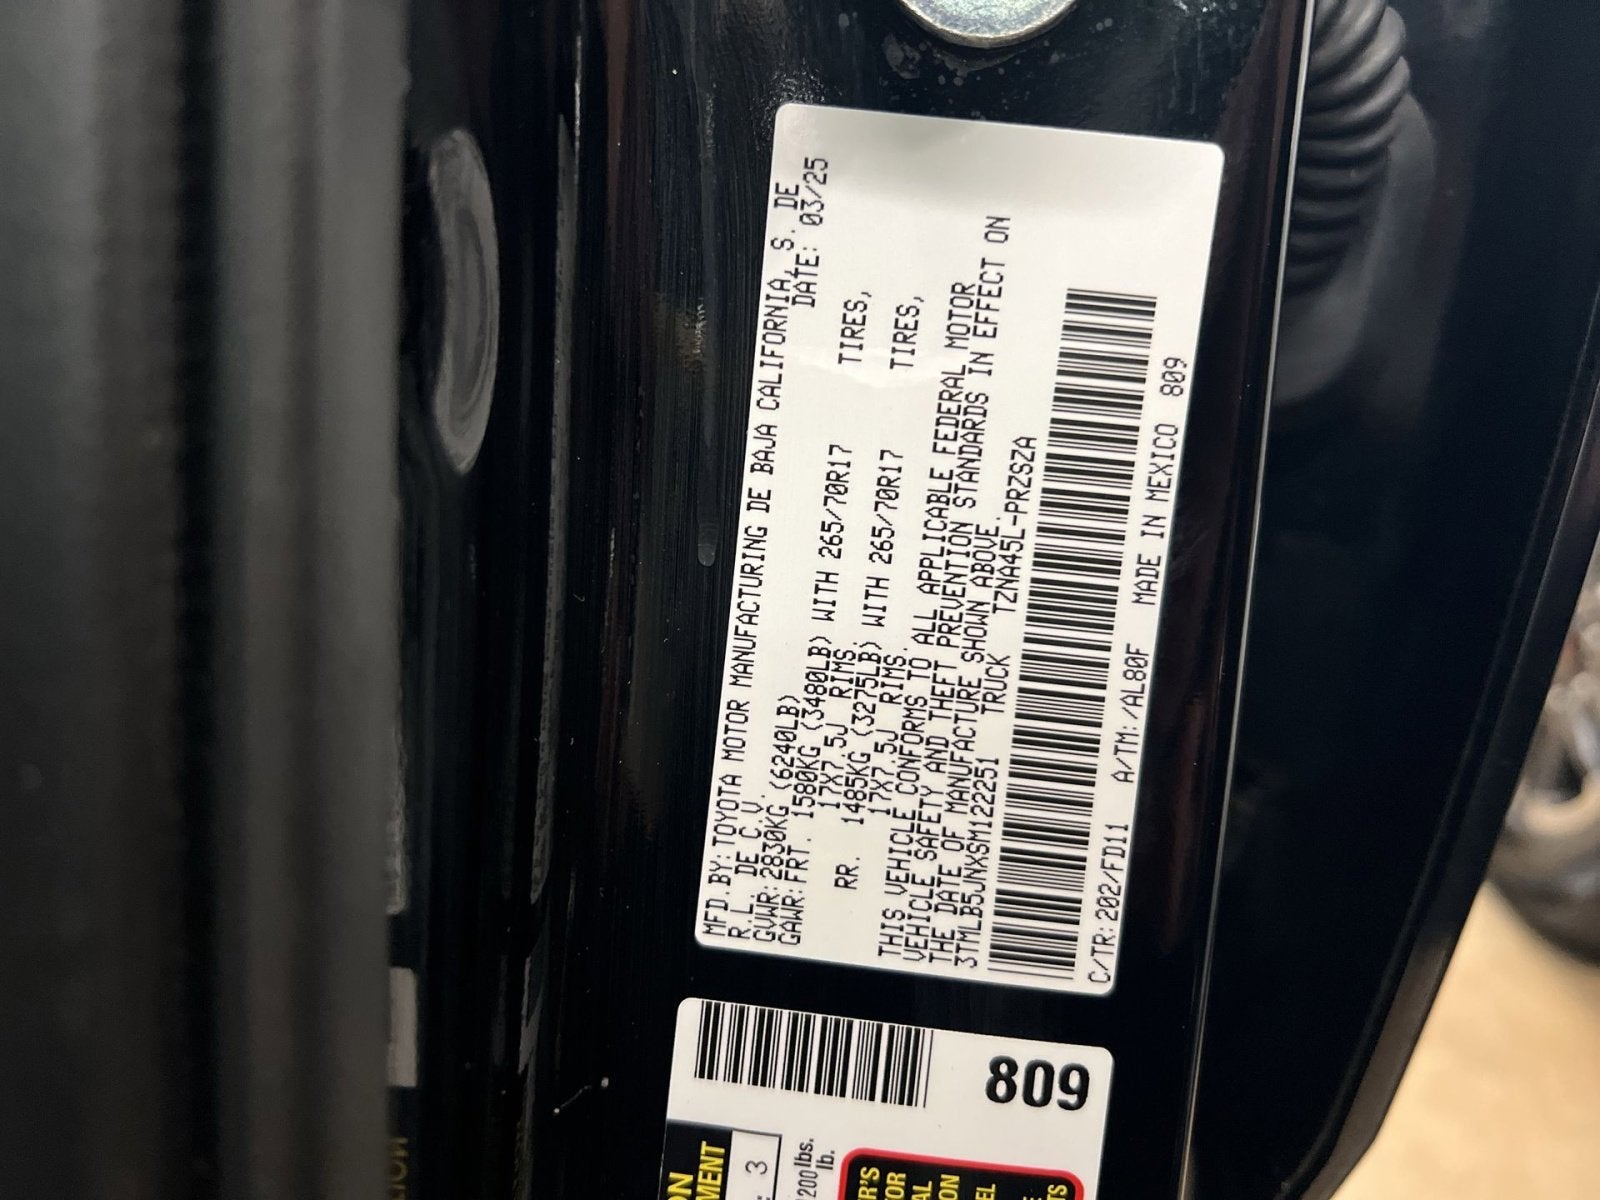 MFD.BY:TOYOTA MOTOR MANUFACTURING DE BAJA CALIFORNIA, S. DE
R.L. DE C.V. DATE: 03/25
GVWR:2830KG (6240LB)
GAWR:FRT. 1580KG (3480LB) WITH 265/70R17 TIRES,
17X7.5J RIMS.
RR. 1485KG (3275LB) WITH 265/70R17 TIRES,
17X7.5J RIMS.
THIS VEHICLE CONFORMS TO ALL APPLICABLE FEDERAL MOTOR
VEHICLE SAFETY AND THEFT PREVENTION STANDARDS IN EFFECT ON
THE DATE OF MANUFACTURE SHOWN ABOVE.
3TMLB5JNXSM122251 TRUCK TZNA45L-PRZSZA
C/TR:202/FD11 A/TM:/AL80F MADE IN MEXICO 809
809
3
200 lbs.
lb.